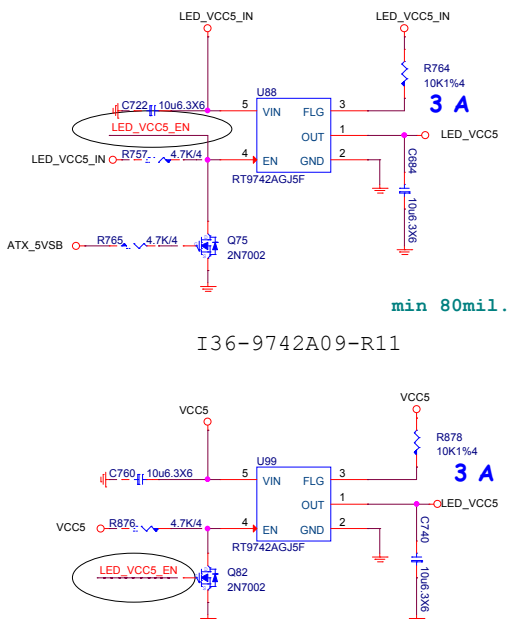 LED_VCC5_IN
LED_VCC5_IN
R764
10K1%4
3 A
C722
10u6.3X6
U88
5
VIN
FLG
3
LED_VCC5_EN
OUT
1
LED_VCC5
LED_VCC5_IN
R757
4.7K/4
4
EN
GND
2
RT9742AGJ5F
C684
10u6.3X6
ATX_5VSB
R765
4.7K/4
Q75
2N7002
min 80mil.
I36-9742A09-R11
VCC5
VCC5
R878
10K1%4
3 A
C760
10u6.3X6
U99
5
VIN
FLG
3
OUT
1
LED_VCC5
VCC5
R876
4.7K/4
4
EN
GND
2
RT9742AGJ5F
C740
10u6.3X6
LED_VCC5_EN
Q82
2N7002